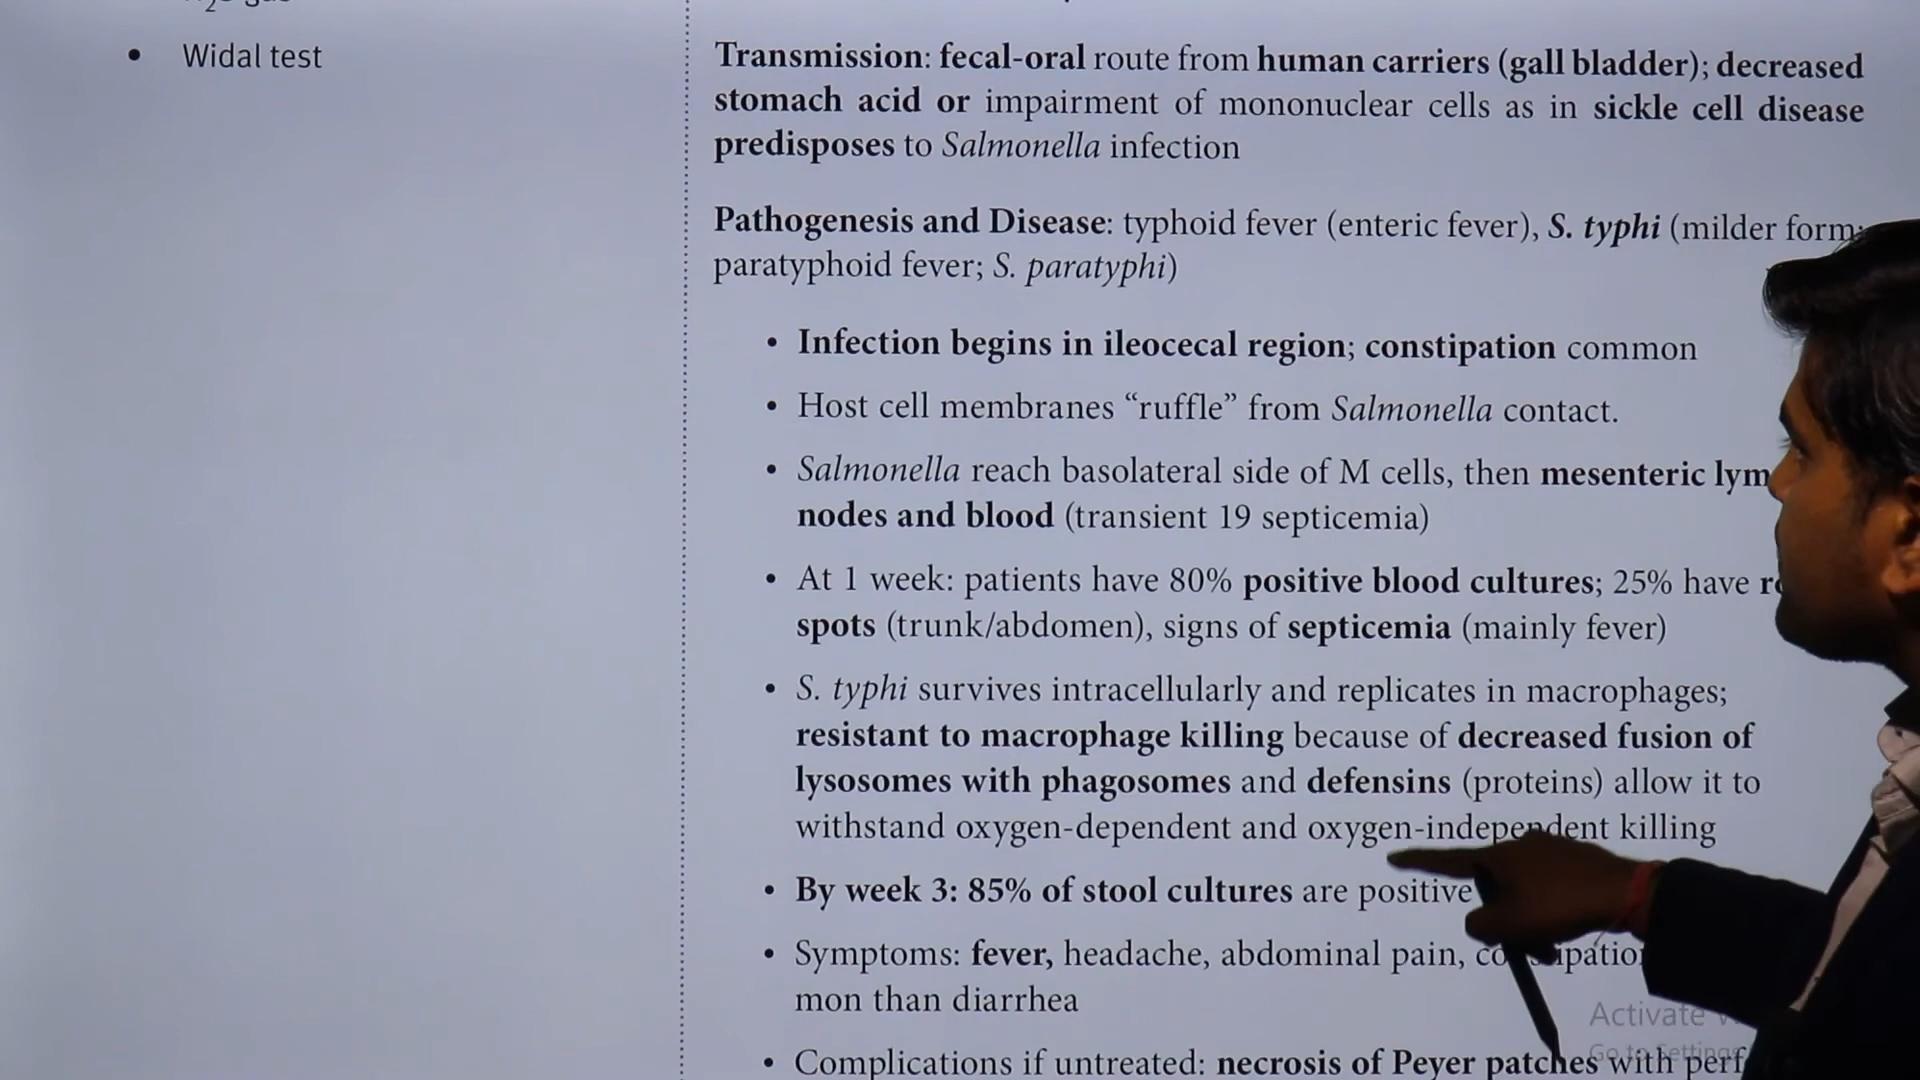 • Widal test
Transmission: fecal-oral route from human carriers (gall bladder); decreased
stomach acid or impairment of mononuclear cells as in sickle cell disease
predisposes to Salmonella infection
Pathogenesis and Disease: typhoid fever (enteric fever), S. typhi (milder form:
paratyphoid fever; S. paratyphi)
• Infection begins in ileocecal region; constipation common
• Host cell membranes “ruffle” from Salmonella contact.
• Salmonella reach basolateral side of M cells, then mesenteric
nodes and blood (transient 19 septicemia)
• At 1 week: patients have 80% positive blood cultures; 25% have
spots (trunk/abdomen), signs of septicemia (mainly fever)
• S. typhi survives intracellularly and replicates in macrophages;
resistant to macrophage killing because of decreased fusion of
lysosomes with phagosomes and defensins (proteins) allow it to
withstand oxygen-dependent and oxygen-independent killing
• By week 3: 85% of stool cultures are positive
• Symptoms: fever, headache, abdominal pain,
mon than diarrhea
Activate
Go to Settings
• Complications if untreated: necrosis of Peyer patches with